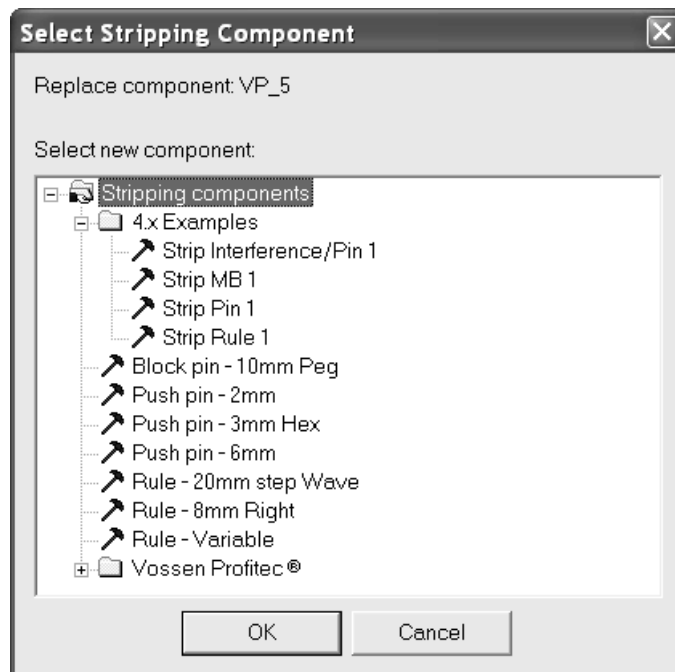 Select Stripping Component
Replace component: VP_5
Select new component:
Stripping components
4.x Examples
Strip Interference/Pin 1
Strip MB 1
Strip Pin 1
Strip Rule 1
Block pin - 10mm Peg
Push pin - 2mm
Push pin - 3mm Hex
Push pin - 6mm
Rule - 20mm step Wave
Rule - 8mm Right
Rule - Variable
Vossen Profitec®
OK Cancel